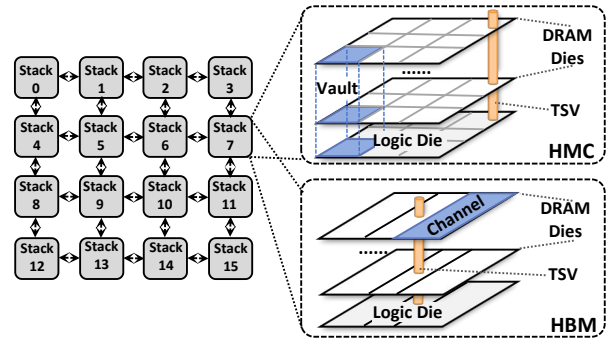 Stack
0
Stack
1
Stack
2
Stack
3
Stack
4
Stack
5
Stack
6
Stack
7
Stack
8
Stack
9
Stack
10
Stack
11
Stack
12
Stack
13
Stack
14
Stack
15
DRAM
Dies
......
Vault
TSV
Logic Die
HMC
Channel
DRAM
Dies
......
TSV
Logic Die
HBM